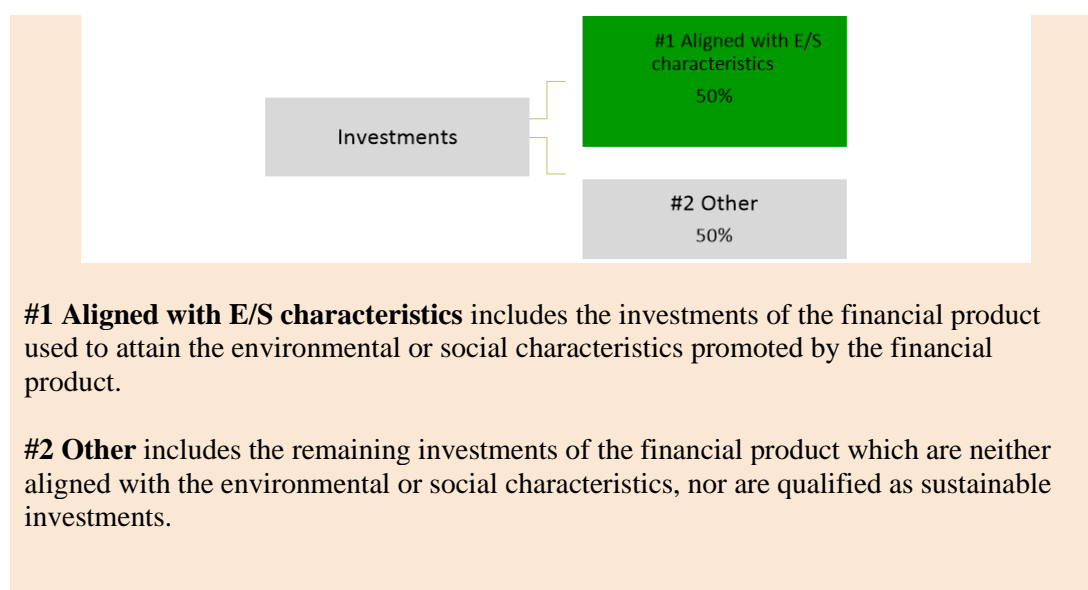 #1 Aligned with E/S
characteristics
50%
Investments
#2 Other
50%
#1 Aligned with E/S characteristics includes the investments of the financial product
used to attain the environmental or social characteristics promoted by the financial
product.
#2 Other includes the remaining investments of the financial product which are neither
aligned with the environmental or social characteristics, nor are qualified as sustainable
investments.